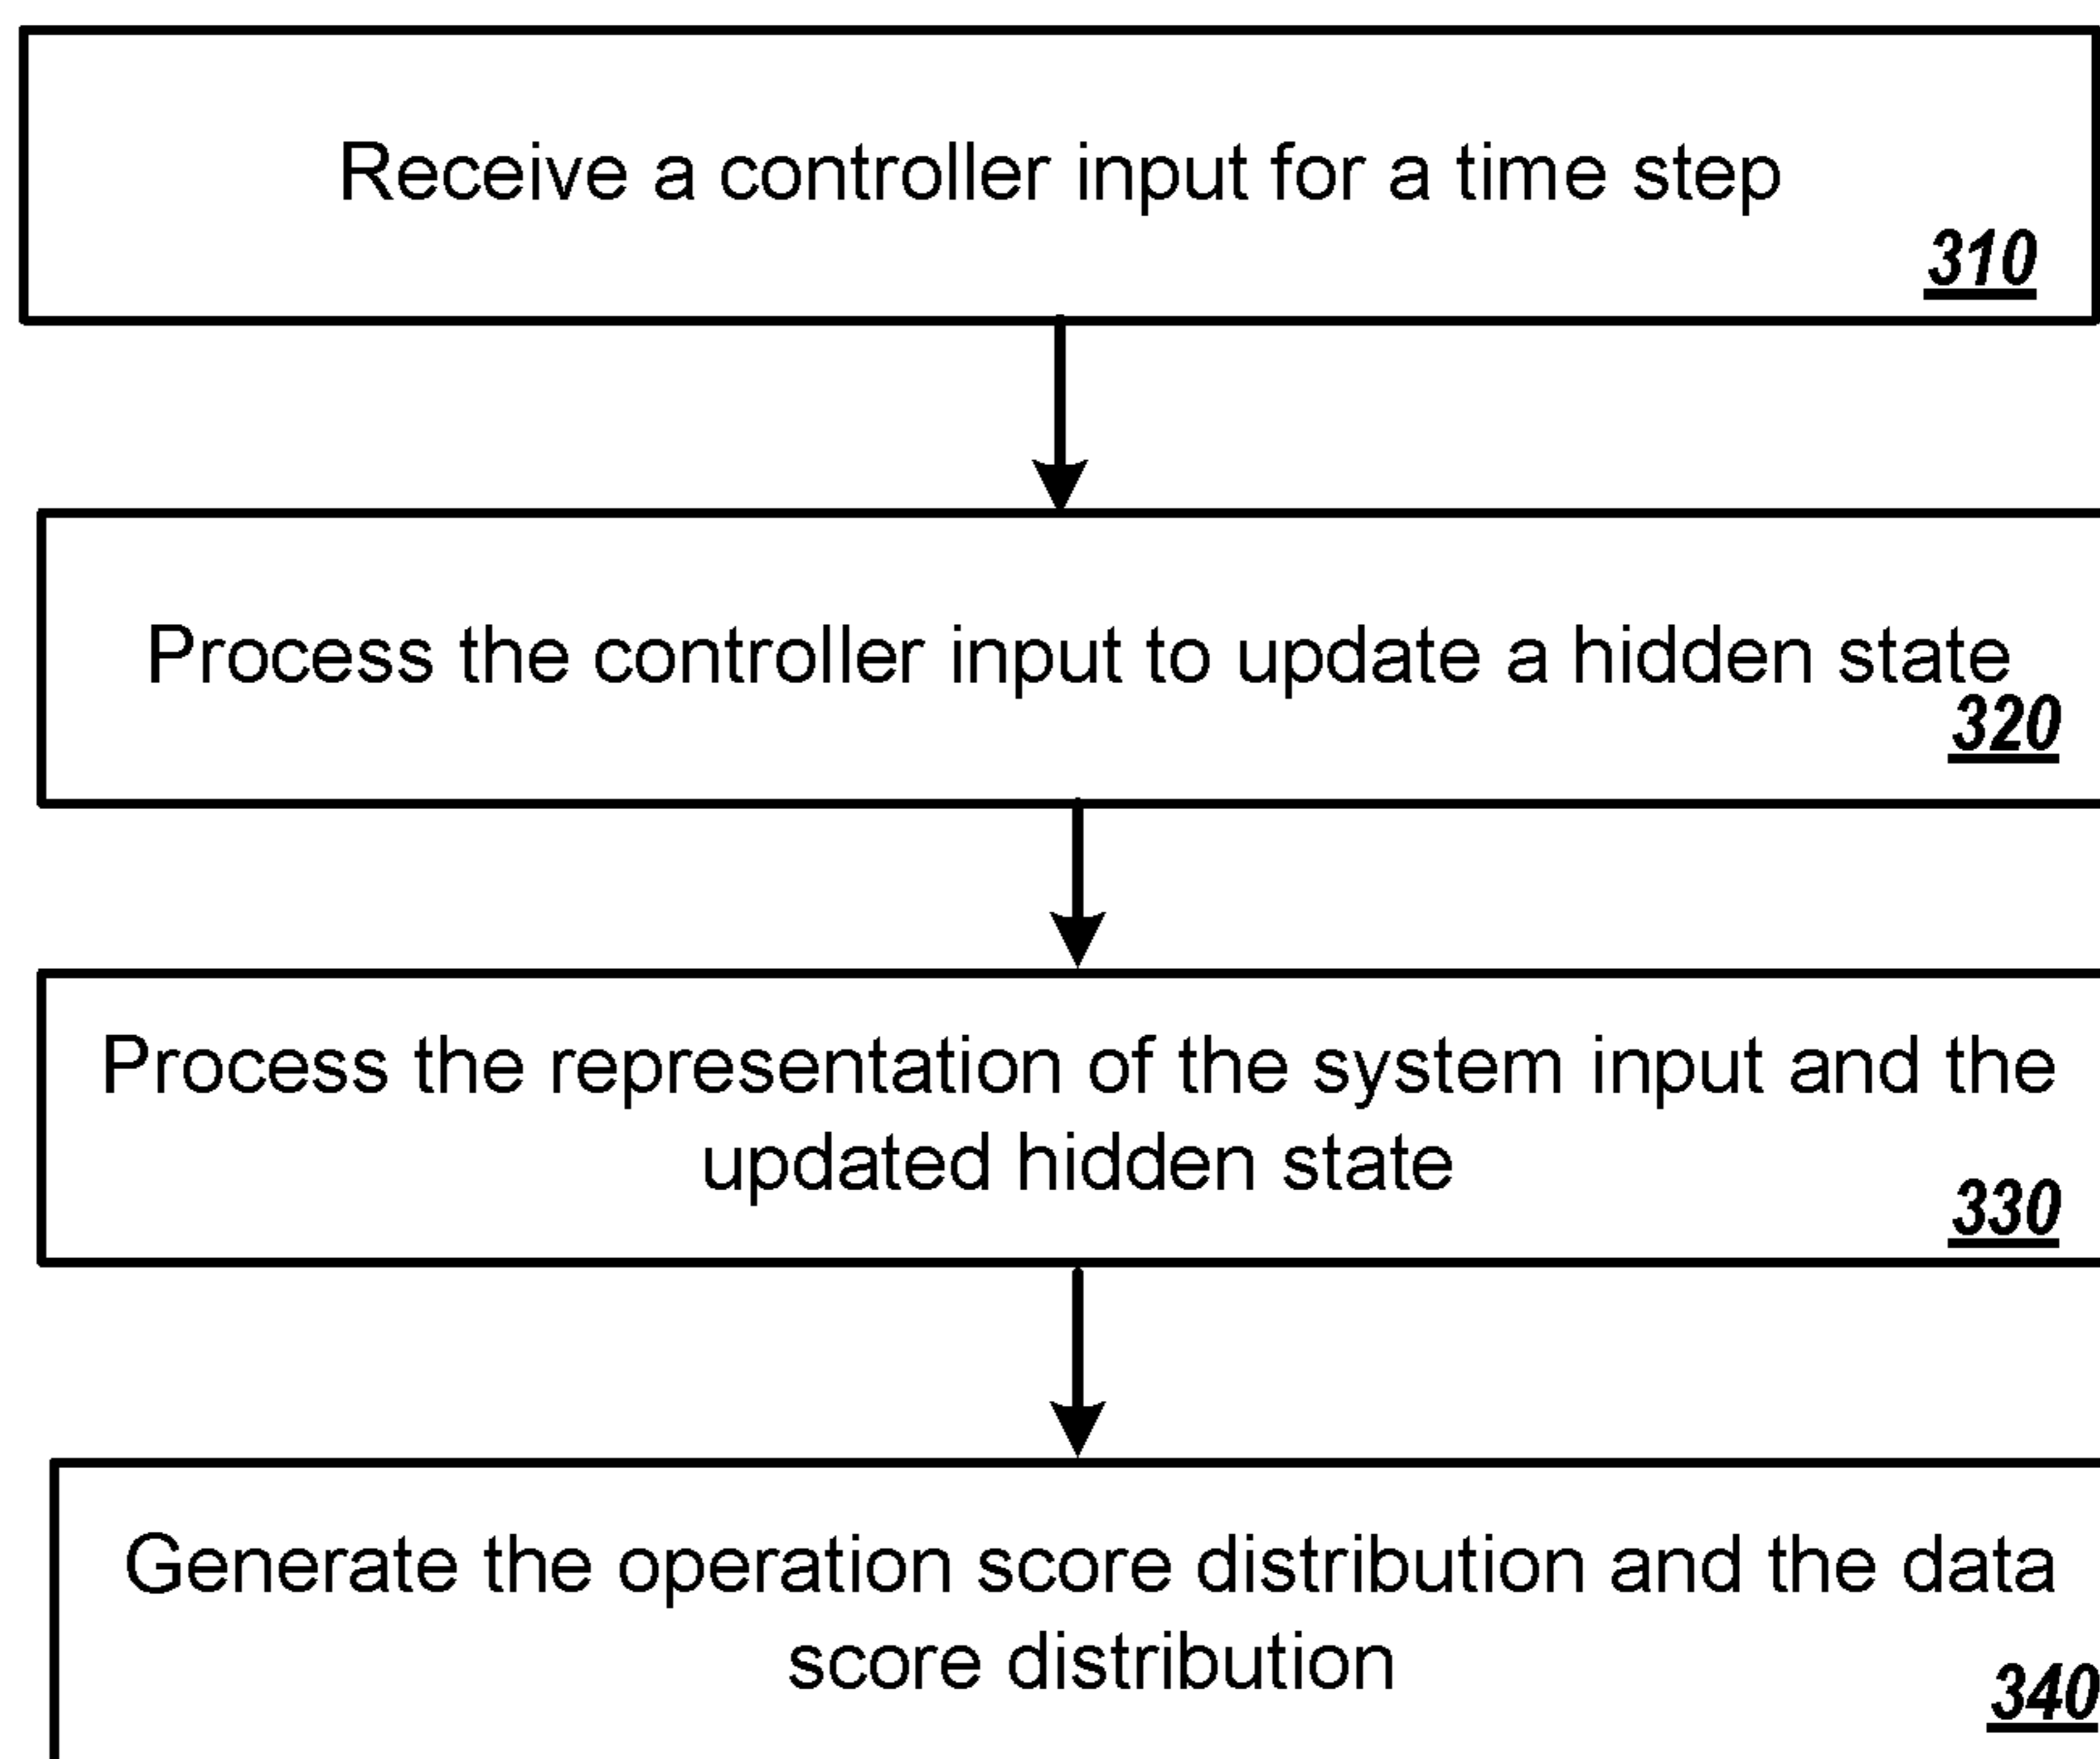 Receive a controller input for a time step
310
Process the controller input to update a hidden state
320
Process the representation of the system input and the
updated hidden state
330
Generate the operation score distribution and the data
score distribution
340